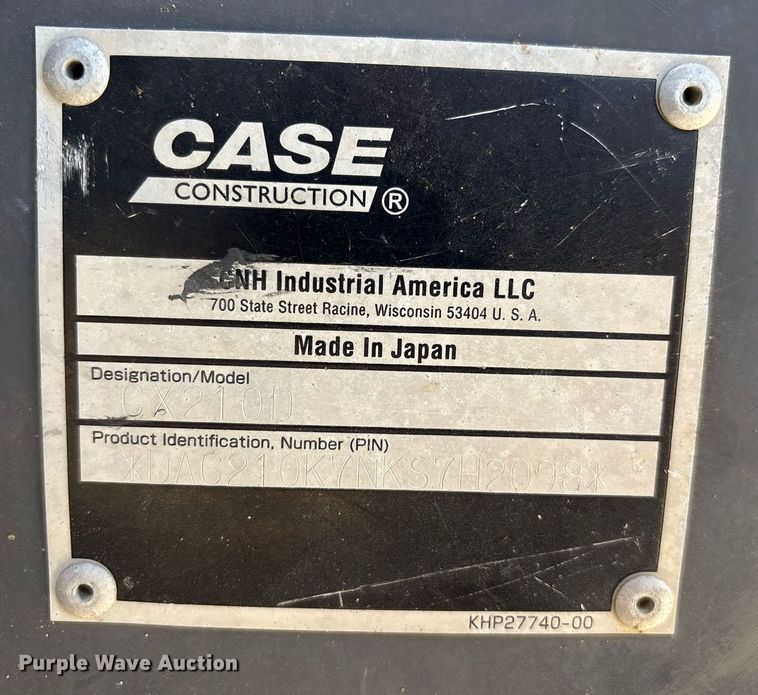 CASE
CONSTRUCTION ®
CNH Industrial America LLC
700 State Street Racine, Wisconsin 53404 U. S. A.
Made In Japan
Designation/Model
CX210D
Product Identification, Number (PIN)
*DAC210K7NKS7H2098*
KHP27740-00
Purple Wave Auction